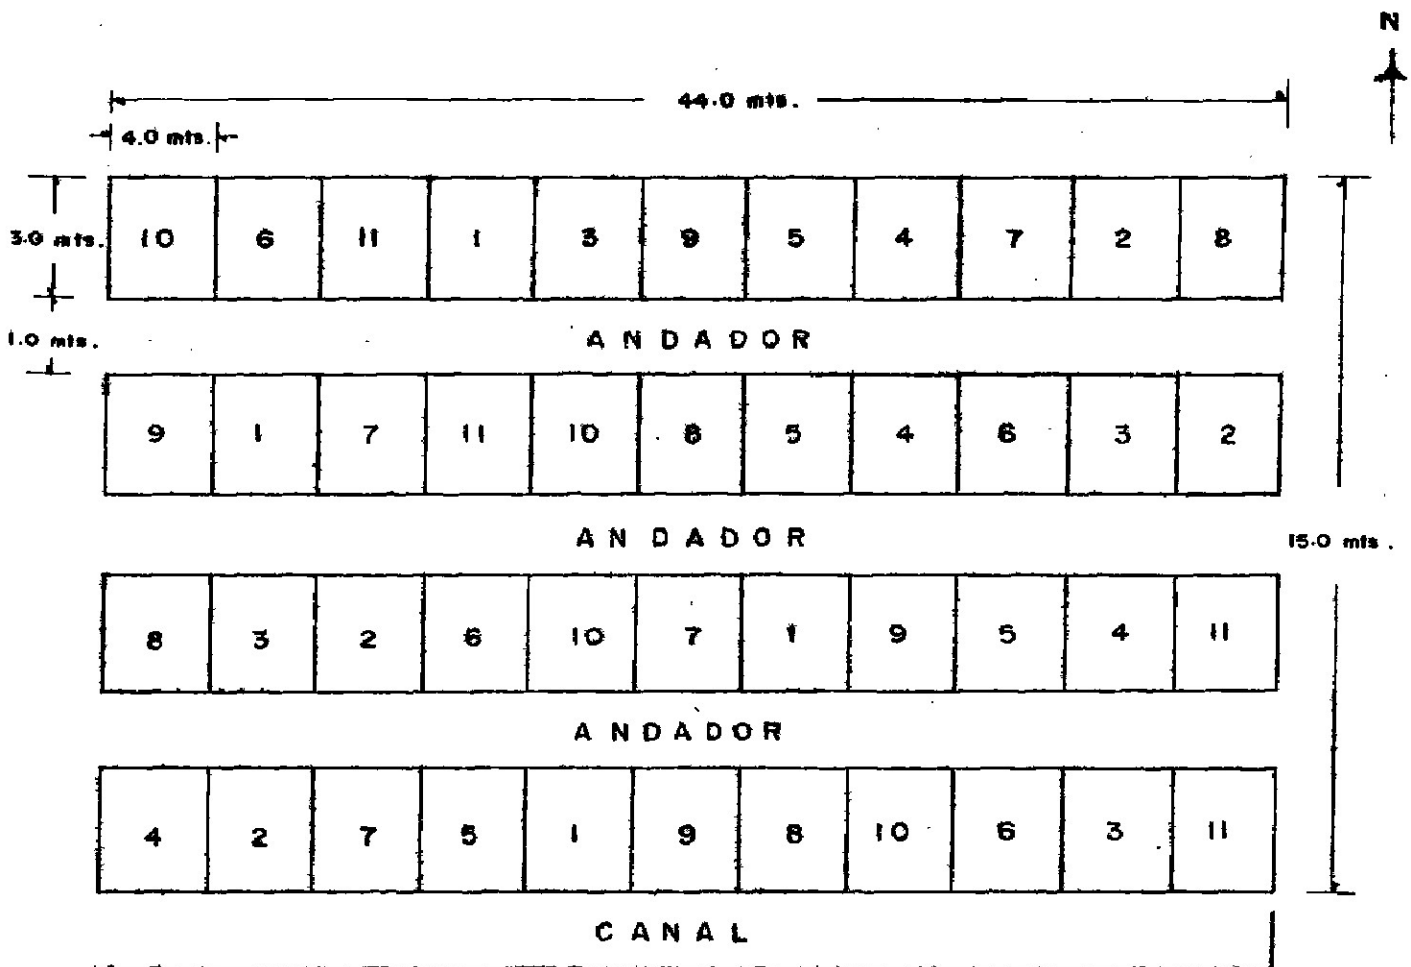 N
44.0 mts.
4.0 mts.
3.0 mts. 10 6 11 1 3 9 5 4 7 2 8
1.0 mts. ANDADOR
9 1 7 11 10 8 5 4 6 3 2
ANDADOR
15.0 mts.
8 3 2 6 10 7 1 9 5 4 11
ANDADOR
4 2 7 5 1 9 8 10 6 3 11
CANAL